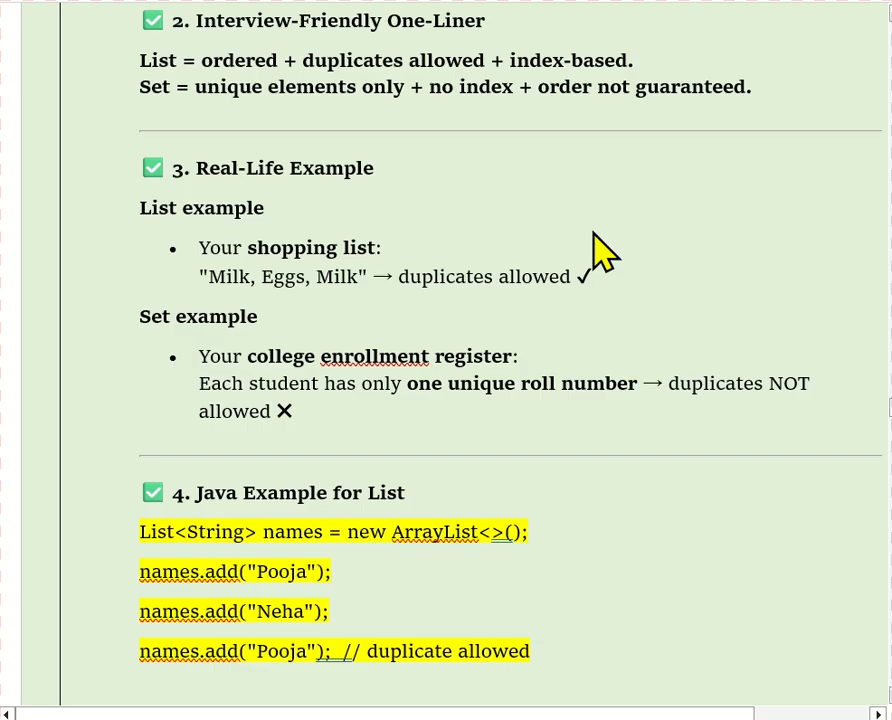 ✅ 2. Interview-Friendly One-Liner
List = ordered + duplicates allowed + index-based.
Set = unique elements only + no index + order not guaranteed.
✅ 3. Real-Life Example
List example
• Your shopping list:
"Milk, Eggs, Milk" → duplicates allowed ✓
Set example
• Your college enrollment register:
Each student has only one unique roll number → duplicates NOT
allowed ✕
✅ 4. Java Example for List
List<String> names = new ArrayList<>();
names.add("Pooja");
names.add("Neha");
names.add("Pooja"); // duplicate allowed